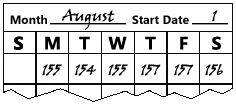 Month August Start Date 1
S M T W T F S
155 154 155 157 157 156